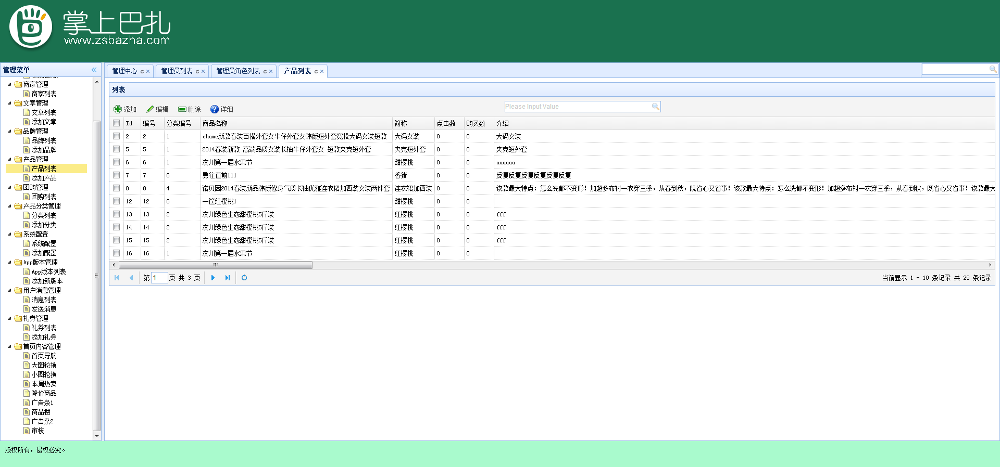 掌上巴扎
www.zsbazha.com
管理菜单
商家管理
商家列表
文章管理
文章列表
添加文章
品牌管理
品牌列表
添加品牌
产品管理
产品列表
添加产品
团购管理
团购列表
产品分类管理
分类列表
添加分类
系统配置
系统配置
添加配置
App版本管理
App版本列表
添加新版本
用户消息管理
消息列表
发送消息
礼券管理
礼券列表
添加礼券
首页内容管理
首页导航
大图轮换
小图轮换
本周热卖
降价商品
广告条1
商品楼
广告条2
审核
管理中心 管理员列表 管理员角色列表 产品列表
列表
添加 编辑 删除 详细 Please Input Value
Id 编号 分类编号 商品名称 简称 点击数 购买数 介绍
2 2 1 chame新款春装百搭外套女牛仔外套女韩版短外套宽松大码女装短款 大码女装 0 0 大码女装
5 5 1 2014春装新款 高端品质女装长袖牛仔外套女 短款夹克短外套 夹克短外套 0 0 夹克短外套
6 6 1 汶川第一届水果节 甜樱桃 0 0 aaaaaa
7 7 6 勇往直前111 香猪 0 0 反复反复反复反复反复反复
8 8 4 诺贝因2014春装新品韩版修身气质长袖优雅连衣裙加西装女装两件套 连衣裙加西装 0 0 该款最大特点：怎么洗都不变形！加超多布衬一衣穿三季，从春到秋，既省心又省事！该款最大特点：怎么洗都不变形！加超多布衬一衣穿三季，从春到秋，既省心又省事！该款最大
12 12 6 一筐红樱桃1 甜樱桃 0 0
13 13 2 汶川绿色生态甜樱桃5斤装 红樱桃 0 0 fff
14 14 2 汶川绿色生态甜樱桃5斤装 红樱桃 0 0 fff
15 15 2 汶川绿色生态甜樱桃5斤装 红樱桃 0 0 fff
16 16 1 汶川第一届水果节 红樱桃 0 0
第 1 页 共 3 页 当前显示 1 - 10 条记录 共 29 条记录
版权所有，侵权必究。